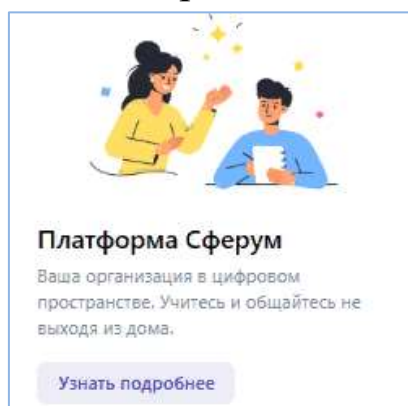 Платформа Сферум
Ваша организация в цифровом
пространстве. Учитесь и общайтесь не
выходя из дома.
Узнать подробнее